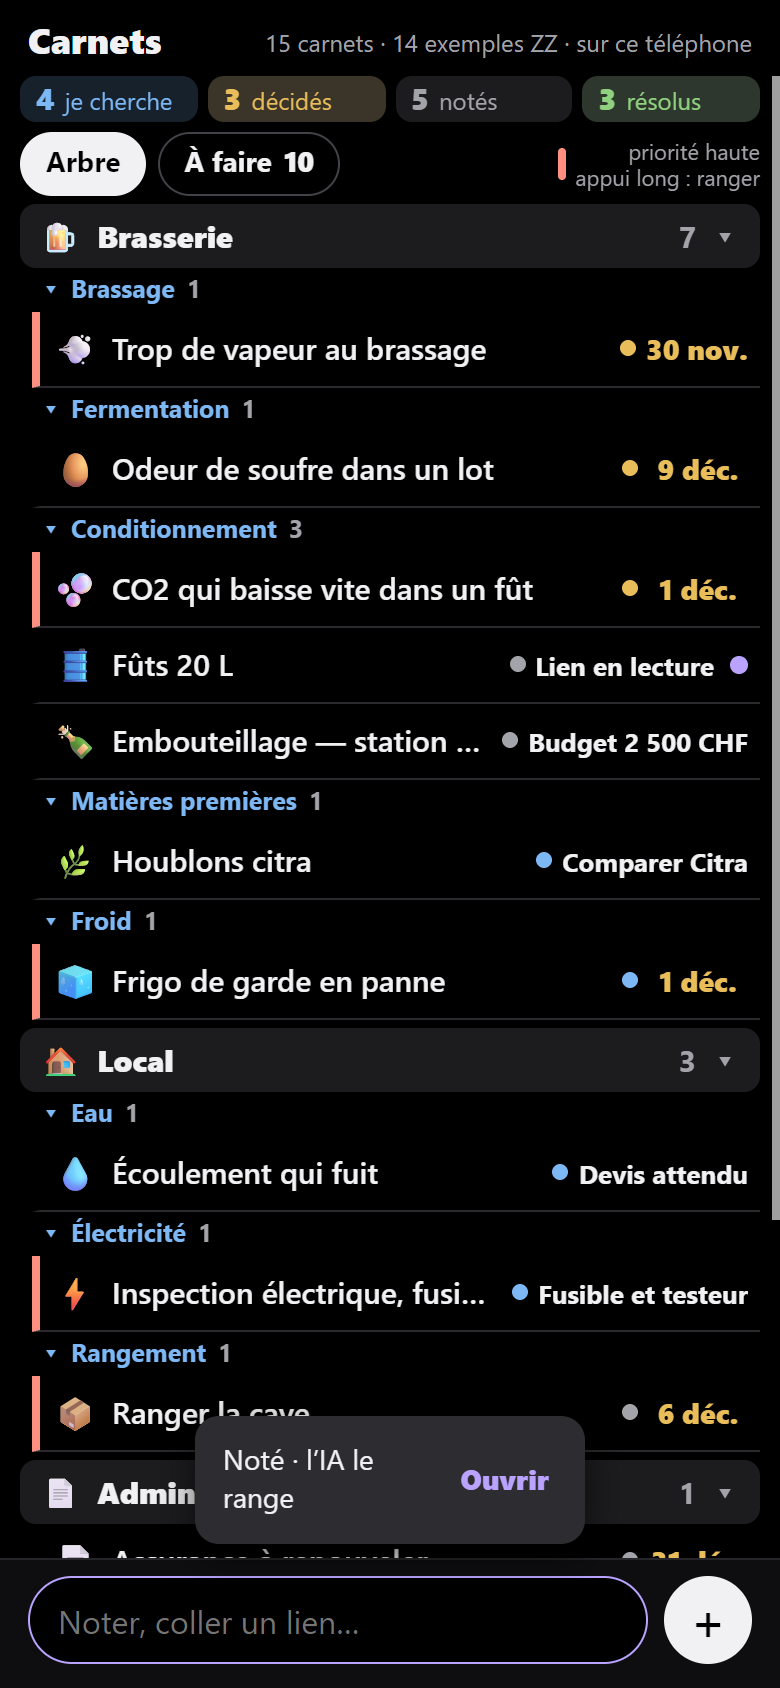 Carnets
15 carnets · 14 exemples ZZ · sur ce téléphone
4 je cherche
3 décidés
5 notés
3 résolus
Arbre
À faire 10
priorité haute
appui long : ranger
Brasserie 7
Brassage 1
Trop de vapeur au brassage 30 nov.
Fermentation 1
Odeur de soufre dans un lot 9 déc.
Conditionnement 3
CO2 qui baisse vite dans un fût 1 déc.
Fûts 20 L Lien en lecture
Embouteillage — station ... Budget 2 500 CHF
Matières premières 1
Houblons citra Comparer Citra
Froid 1
Frigo de garde en panne 1 déc.
Local 3
Eau 1
Écoulement qui fuit Devis attendu
Électricité 1
Inspection électrique, fusi... Fusible et testeur
Rangement 1
Ranger la cave 6 déc.
Noté · l’IA le
range
Ouvrir
Admin 1
Noter, coller un lien...
+